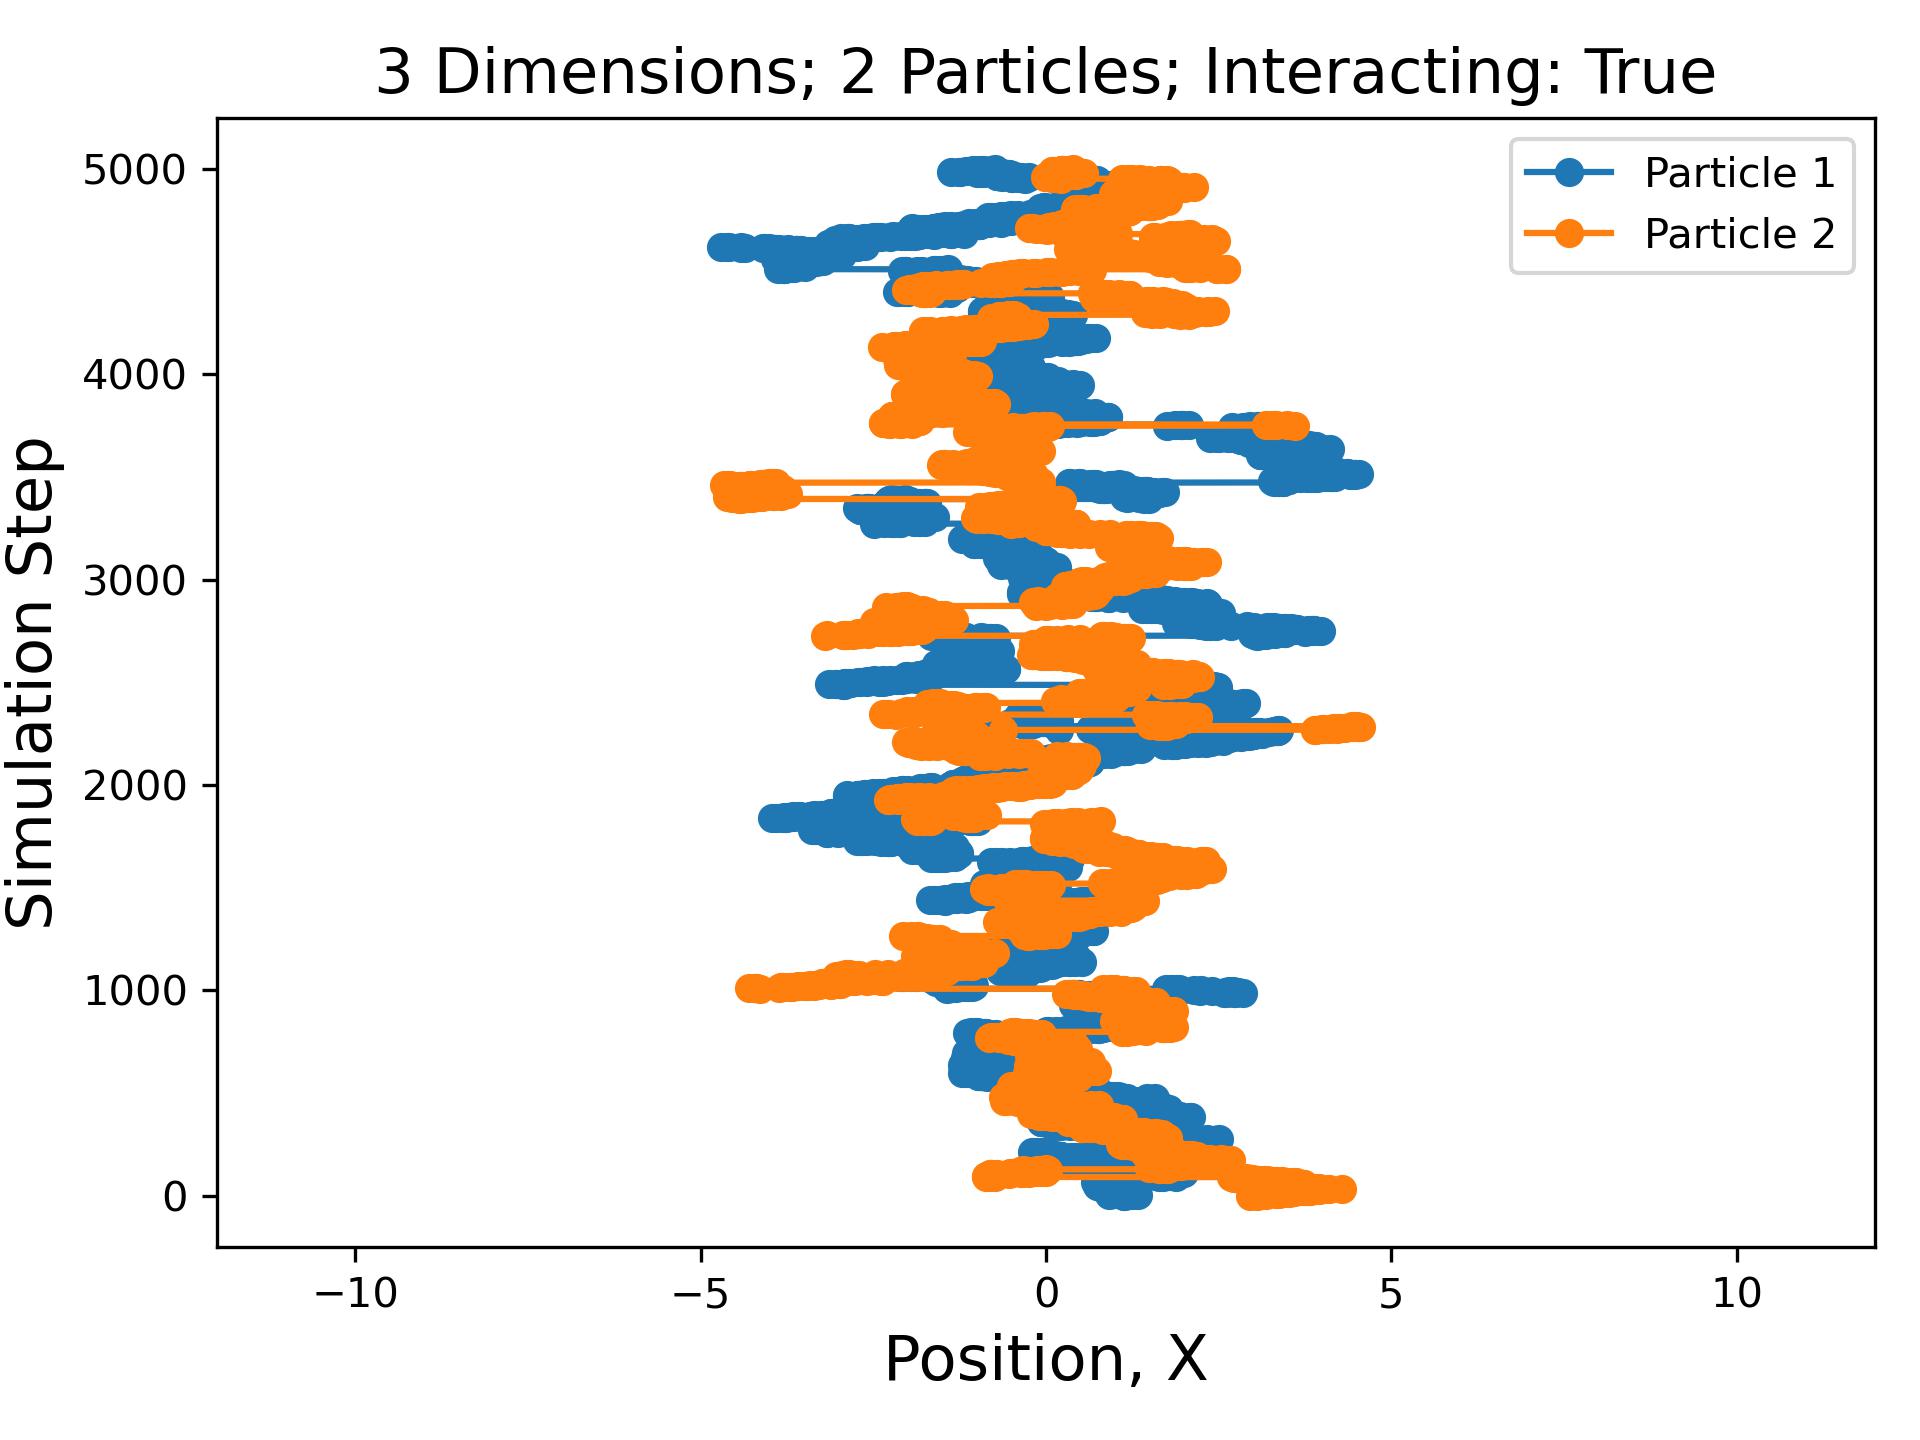 3 Dimensions; 2 Particles; Interacting: True
Particle 1
Particle 2
Simulation Step
5000
4000
3000
2000
1000
0
−10
−5
0
5
10
Position, X